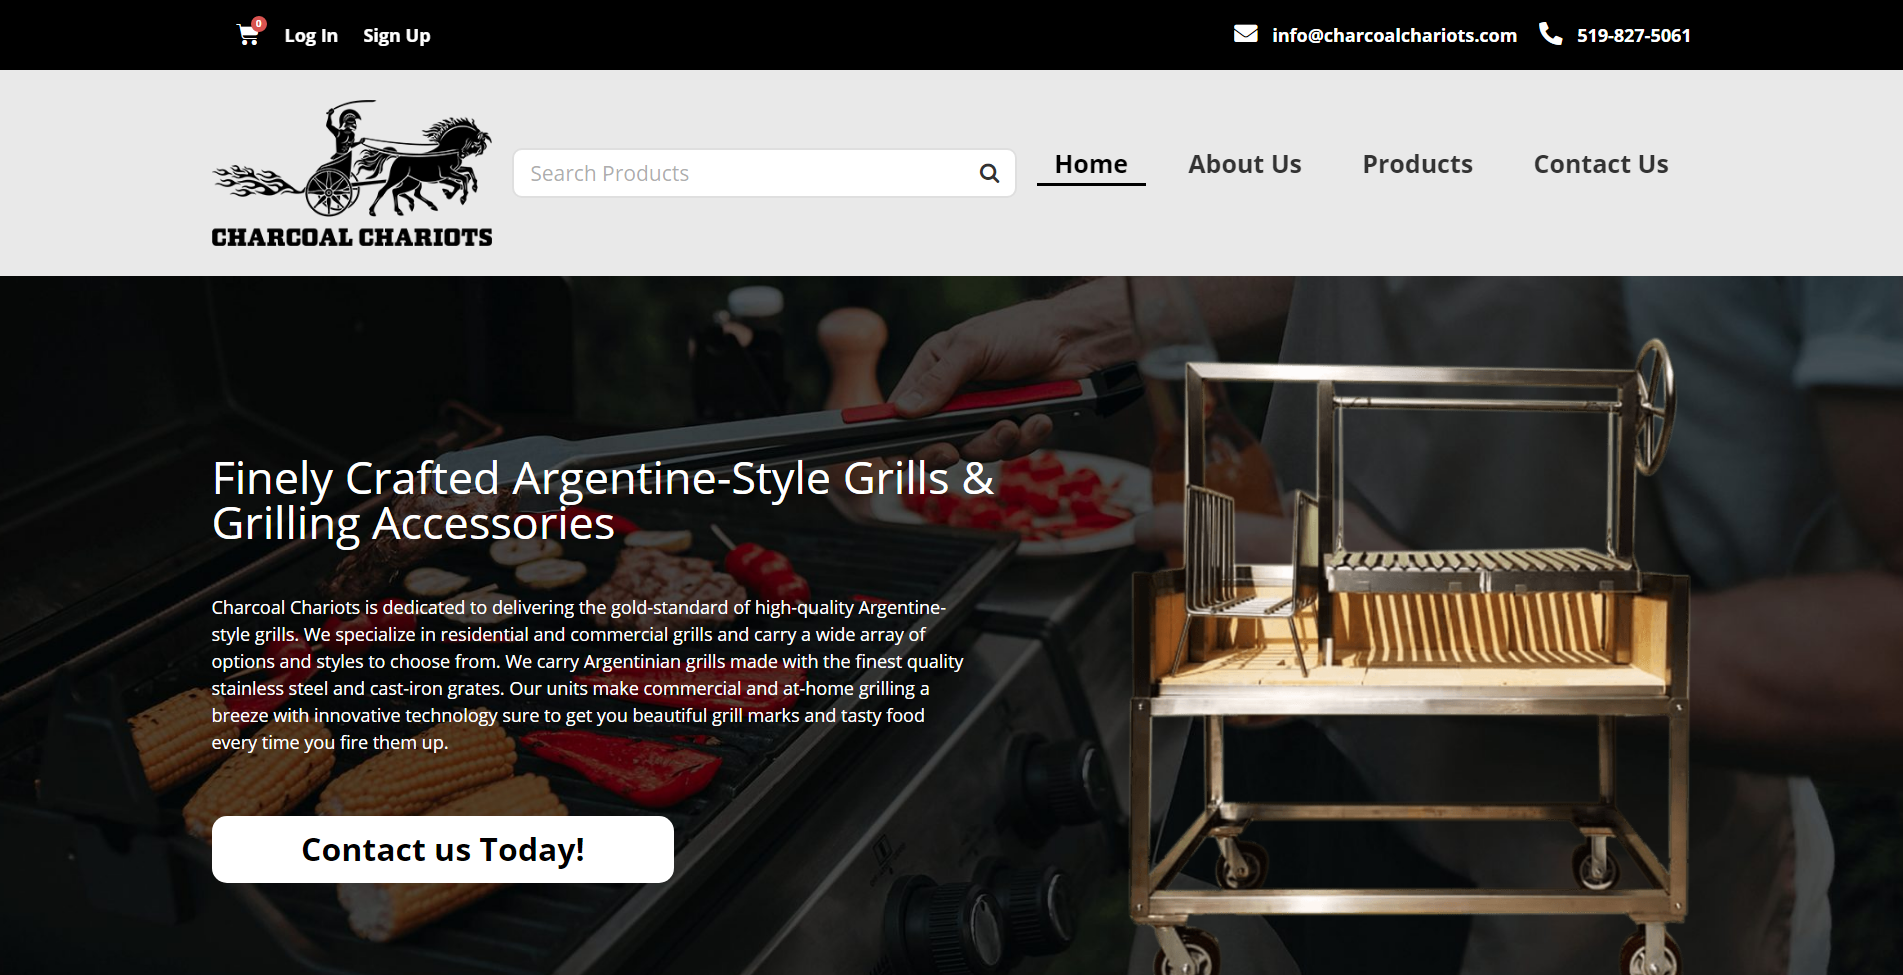 0
Log In
Sign Up
info@charcoalchariots.com
519-827-5061
CHARCOAL CHARIOTS
Search Products
Home
About Us
Products
Contact Us
Finely Crafted Argentine-Style Grills &
Grilling Accessories
Charcoal Chariots is dedicated to delivering the gold-standard of high-quality Argentine-
style grills. We specialize in residential and commercial grills and carry a wide array of
options and styles to choose from. We carry Argentinian grills made with the finest quality
stainless steel and cast-iron grates. Our units make commercial and at-home grilling a
breeze with innovative technology sure to get you beautiful grill marks and tasty food
every time you fire them up.
Contact us Today!